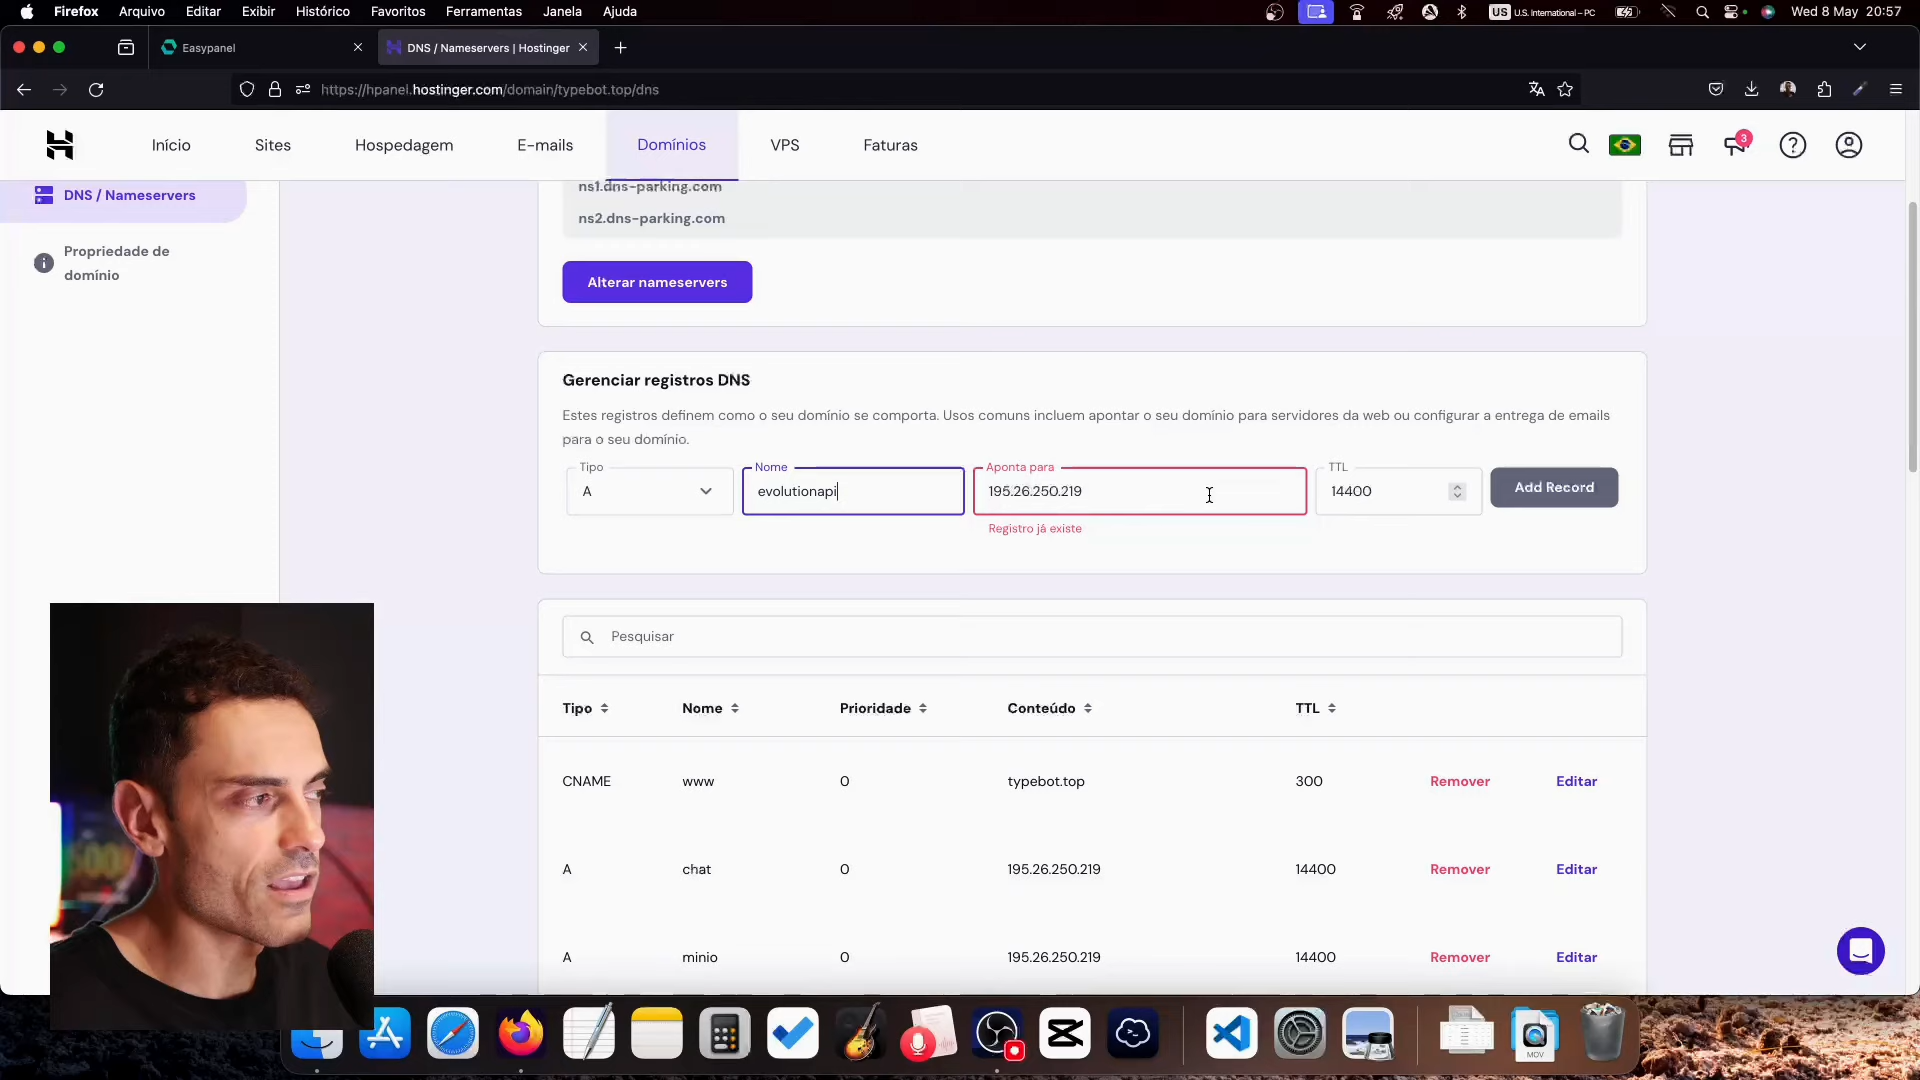 Firefox Arquivo Editar Exibir Histórico Favoritos Ferramentas Janela Ajuda US U.S. International – PC Wed 8 May 20:57
Easypanel DNS / Nameservers | Hostinger
https://hpanel.hostinger.com/domain/typebot.top/dns
Início Sites Hospedagem E-mails Domínios VPS Faturas 3
DNS / Nameservers
Propriedade de
domínio
ns1.dns-parking.com
ns2.dns-parking.com
Alterar nameservers
Gerenciar registros DNS
Estes registros definem como o seu domínio se comporta. Usos comuns incluem apontar o seu domínio para servidores da web ou configurar a entrega de emails
para o seu domínio.
Tipo Nome Aponta para TTL
A evolutionapi 195.26.250.219 14400 Add Record
Registro já existe
Pesquisar
Tipo Nome Prioridade Conteúdo TTL
CNAME www 0 typebot.top 300 Remover Editar
A chat 0 195.26.250.219 14400 Remover Editar
A minio 0 195.26.250.219 14400 Remover Editar
MOV